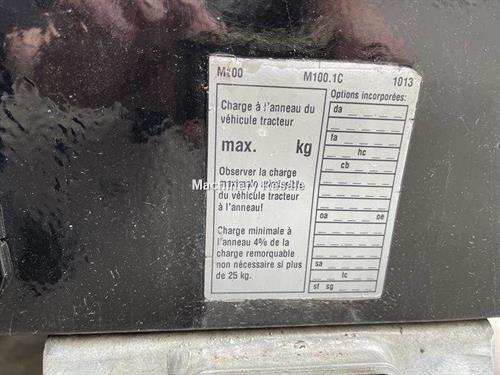 M100 M100.1C 1013
Charge à l'anneau du
véhicule tracteur
max. kg
Observer la charge
du véhicule tracteur
à l'anneau!
Charge minimale à
l'anneau 4% de la
charge remorquable
non nécessaire si plus
de 25 kg.
Options incorporées:
da
fa
hc
cb
oa oe
sa
tc
sf sg
Machinery Resale